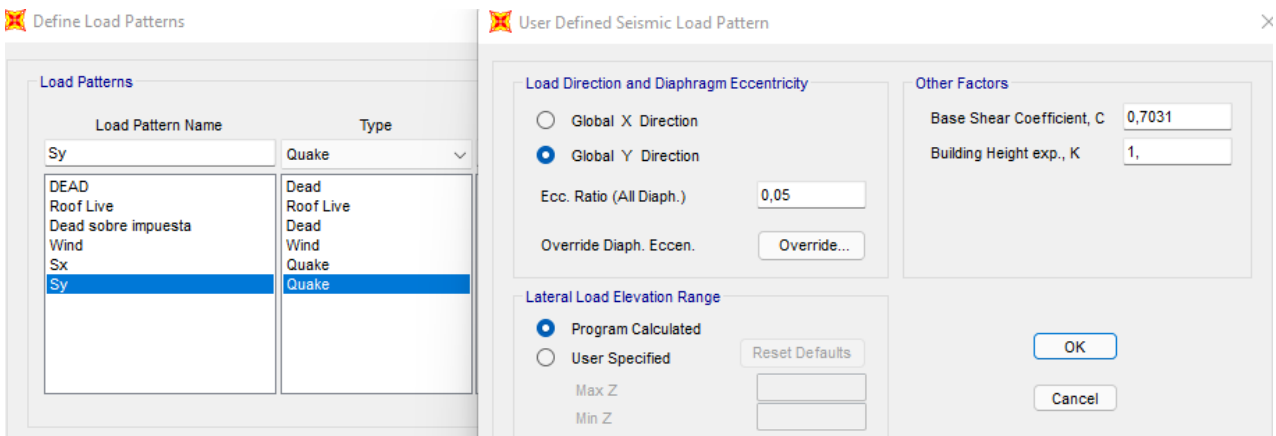 Define Load Patterns
Load Patterns
Load Pattern Name Type
Sy Quake
DEAD Dead
Roof Live Roof Live
Dead sobre impuesta Dead
Wind Wind
Sx Quake
Sy Quake
User Defined Seismic Load Pattern
Load Direction and Diaphragm Eccentricity
Global X Direction
Global Y Direction
Ecc. Ratio (All Diaph.) 0,05
Override Diaph. Eccen. Override...
Other Factors
Base Shear Coefficient, C 0,7031
Building Height exp., K 1,
Lateral Load Elevation Range
Program Calculated
User Specified Reset Defaults
Max Z
Min Z
OK
Cancel